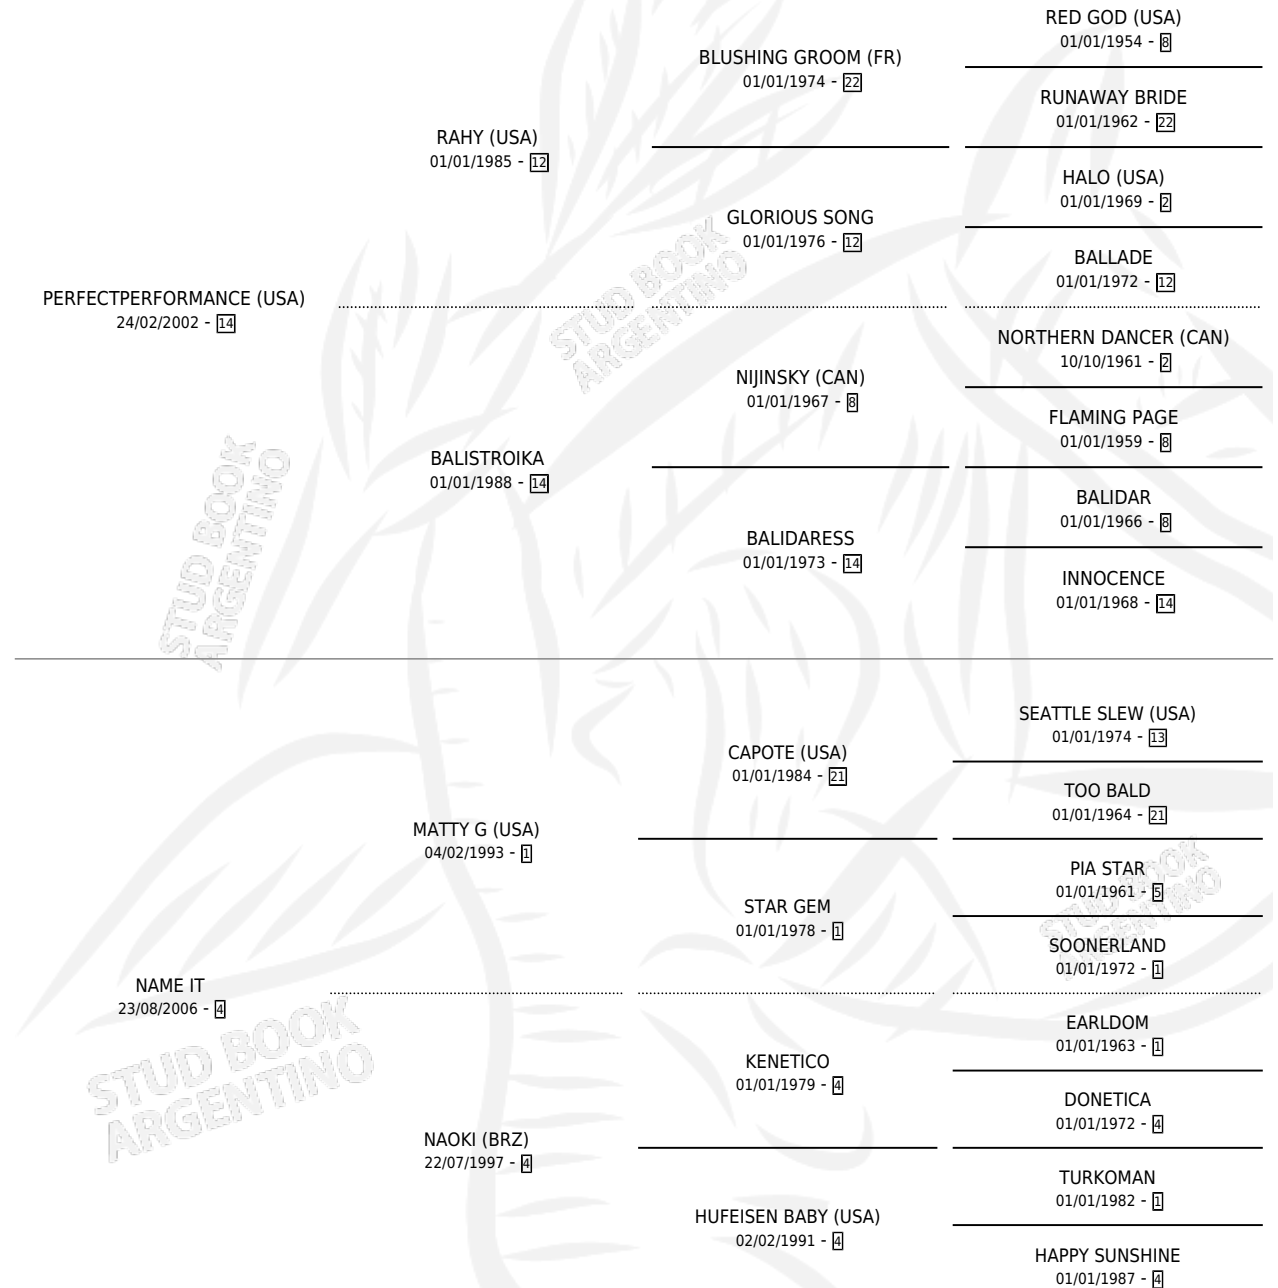 RED GOD (USA)
01/01/1954 - 8
BLUSHING GROOM (FR)
01/01/1974 - 22
RUNAWAY BRIDE
01/01/1962 - 22
RAHY (USA)
01/01/1985 - 12
HALO (USA)
01/01/1969 - 2
GLORIOUS SONG
01/01/1976 - 12
BALLADE
01/01/1972 - 12
PERFECTPERFORMANCE (USA)
24/02/2002 - 14
STUD BOOK
ARGENTINO
NORTHERN DANCER (CAN)
10/10/1961 - 2
NIJINSKY (CAN)
01/01/1967 - 8
FLAMING PAGE
01/01/1959 - 8
BALISTROIKA
01/01/1988 - 14
BALIDAR
01/01/1966 - 8
BALIDARESS
01/01/1973 - 14
INNOCENCE
01/01/1968 - 14
STUD BOOK
ARGENTINO
SEATTLE SLEW (USA)
01/01/1974 - 13
CAPOTE (USA)
01/01/1984 - 21
TOO BALD
01/01/1964 - 21
MATTY G (USA)
04/02/1993 - 1
PIA STAR
01/01/1961 - 5
STAR GEM
01/01/1978 - 1
STUD BOOK
ARGENTINO
SOONERLAND
01/01/1972 - 1
NAME IT
23/08/2006 - 4
EARLDOM
01/01/1963 - 1
KENETICO
01/01/1979 - 4
DONETICA
01/01/1972 - 4
STUD BOOK
ARGENTINO
NAOKI (BRZ)
22/07/1997 - 4
TURKOMAN
01/01/1982 - 1
HUFEISEN BABY (USA)
02/02/1991 - 4
HAPPY SUNSHINE
01/01/1987 - 4